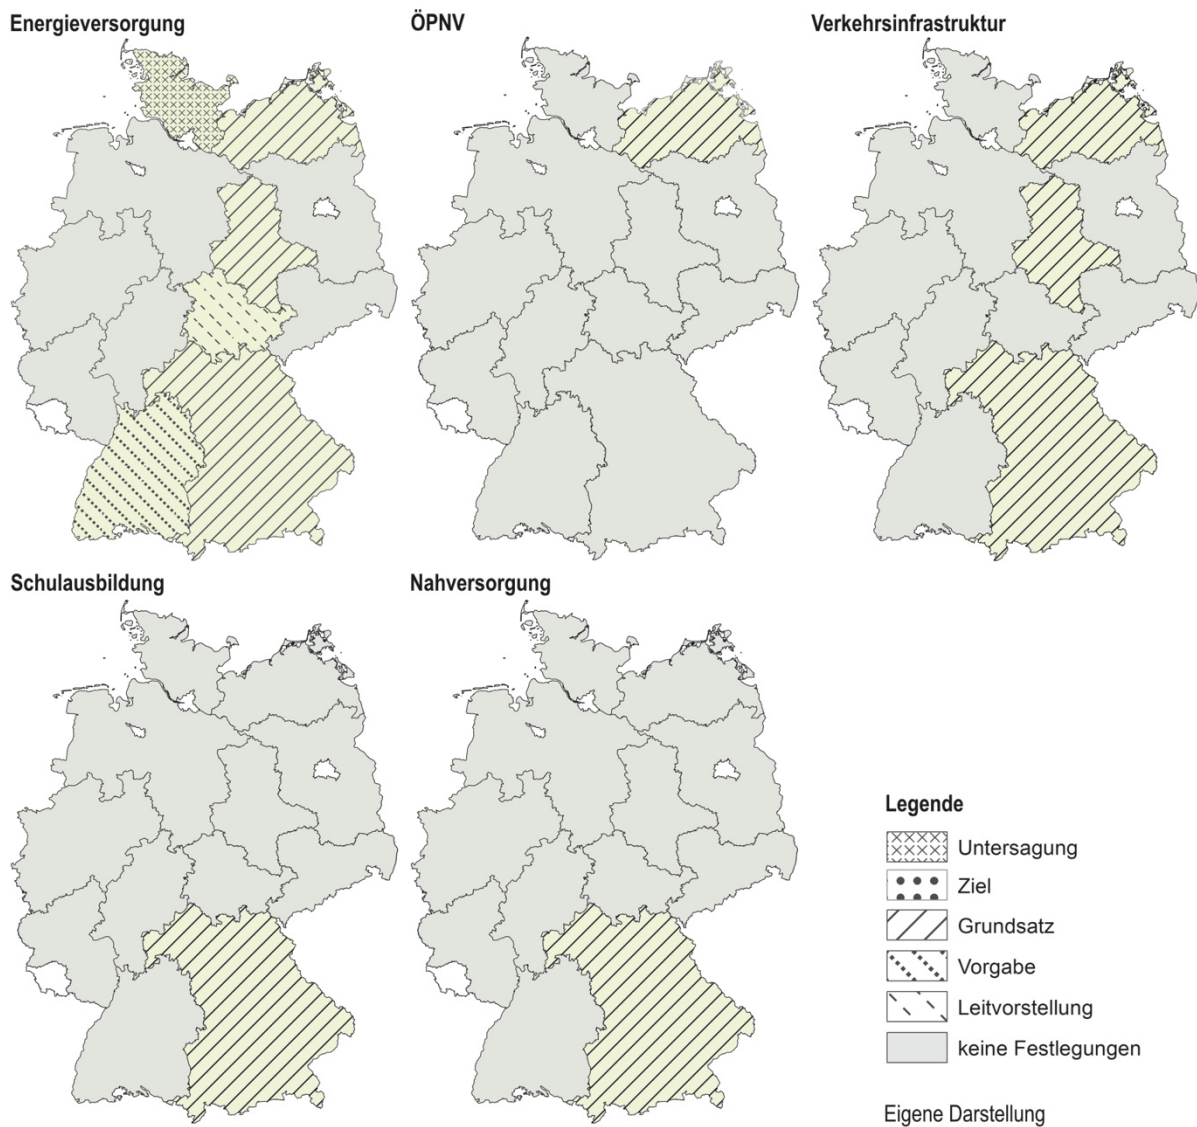 Energieversorgung
ÖPNV
Verkehrsinfrastruktur
Schulausbildung
Nahversorgung
Legende
Untersagung
Ziel
Grundsatz
Vorgabe
Leitvorstellung
keine Festlegungen
Eigene Darstellung